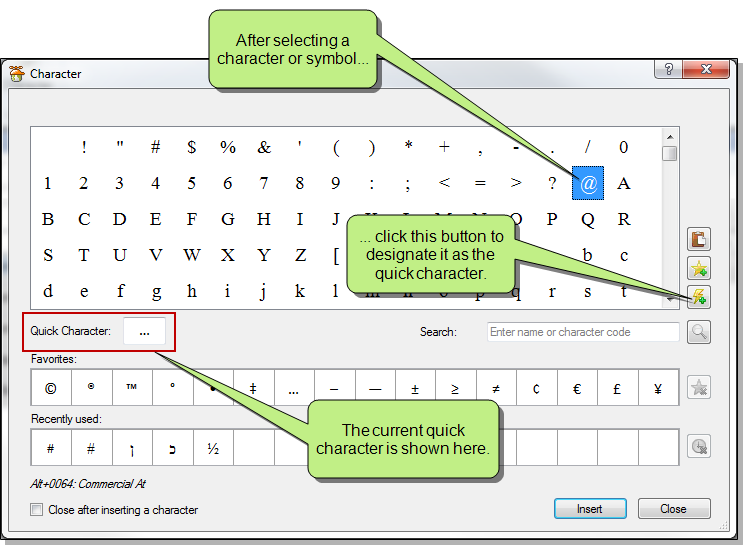 After selecting a
character or symbol...
Character
! " # $ % & ' ( ) * + , - . / 0
1 2 3 4 5 6 7 8 9 : ; < = > ? @ A
B C D E F G H I J P Q R
... click this button to
designate it as the
quick character.
S T U V W X Y Z [ b c
d e f g h i j k l m n o p q r s t
Quick Character: ...
Search: Enter name or character code
Favorites:
© ® ™ ° • ‡ … – — ± ≥ ≠ ¢ € £ ¥
Recently used:
# # ן כ ½
The current quick
character is shown here.
Alt+0064: Commercial At
Close after inserting a character
Insert
Close